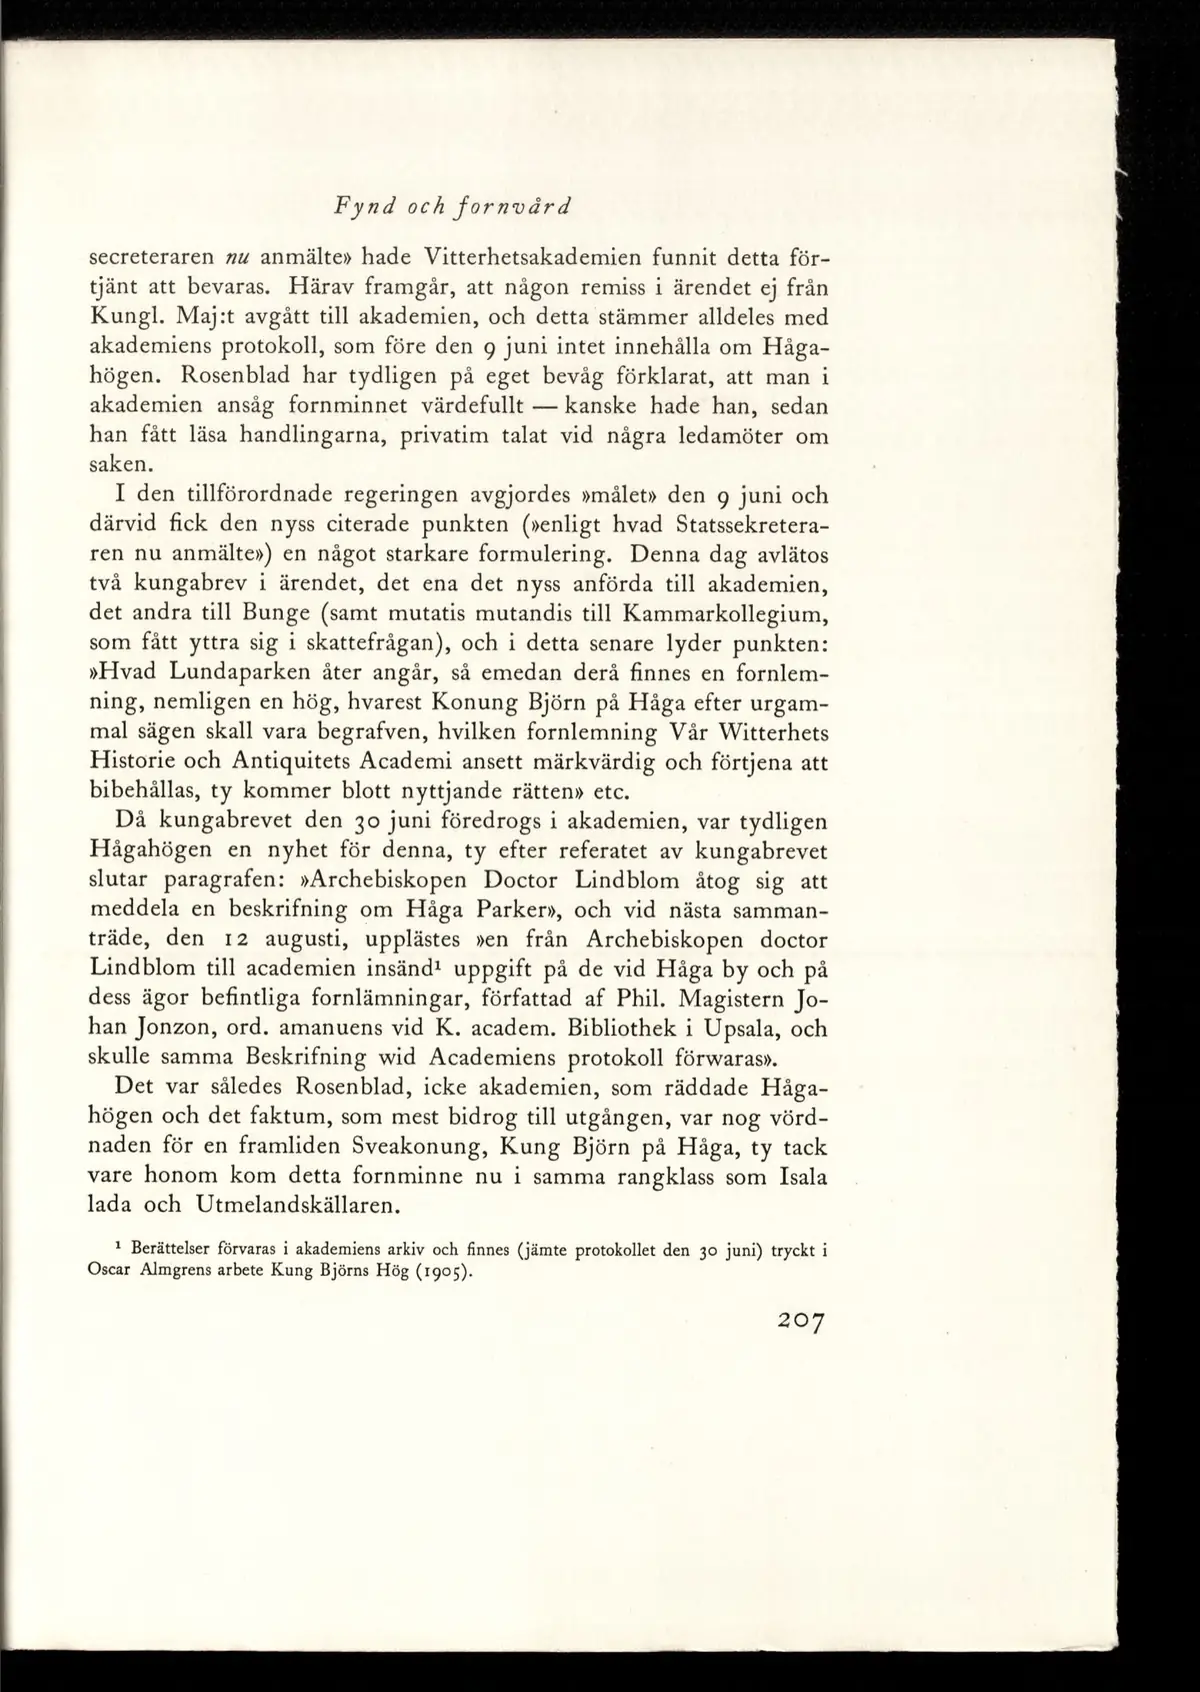 Fynd och fornvård
secreteraren nu anmälte» hade Vitterhetsakademien funnit detta för-
tjänt att bevaras. Härav framgår, att någon remiss i ärendet ej från
Kungl. Maj:t avgått till akademien, och detta stämmer alldeles med
akademiens protokoll, som före den 9 juni intet innehålla om Håga-
högen. Rosenblad har tydligen på eget bevåg förklarat, att man i
akademien ansåg fornminnet värdefullt — kanske hade han, sedan
han fått läsa handlingarna, privatim talat vid några ledamöter om
saken.
I den tillförordnade regeringen avgjordes »målet» den 9 juni och
därvid fick den nyss citerade punkten (»enligt hvad Statssekretera-
ren nu anmälte») en något starkare formulering. Denna dag avlätos
två kungabrev i ärendet, det ena det nyss anförda till akademien,
det andra till Bunge (samt mutatis mutandis till Kammarkollegium,
som fått yttra sig i skattefrågan), och i detta senare lyder punkten:
»Hvad Lundaparken åter angår, så emedan derå finnes en fornlem-
ning, nemligen en hög, hvarest Konung Björn på Håga efter urgam-
mal sägen skall vara begrafven, hvilken fornlemning Vår Witterhets
Historie och Antiquitets Academi ansett märkvärdig och förtjena att
bibehållas, ty kommer blott nyttjande rätten» etc.
Då kungabrevet den 30 juni föredrogs i akademien, var tydligen
Hågahögen en nyhet för denna, ty efter referatet av kungabrevet
slutar paragrafen: »Archebiskopen Doctor Lindblom åtog sig att
meddela en beskrifning om Håga Parker», och vid nästa samman-
träde, den 12 augusti, upplästes »en från Archebiskopen doctor
Lindblom till academien insänd¹ uppgift på de vid Håga by och på
dess ägor befintliga fornlämningar, författad af Phil. Magistern Jo-
han Jonzon, ord. amanuens vid K. academ. Bibliothek i Upsala, och
skulle samma Beskrifning wid Academiens protokoll förwaras».
Det var således Rosenblad, icke akademien, som räddade Håga-
högen och det faktum, som mest bidrog till utgången, var nog vörd-
naden för en framliden Sveakonung, Kung Björn på Håga, ty tack
vare honom kom detta fornminne nu i samma rangklass som Isala
lada och Utmelandskällaren.
¹ Berättelser förvaras i akademiens arkiv och finnes (jämte protokollet den 30 juni) tryckt i
Oscar Almgrens arbete Kung Björns Hög (1905).
207